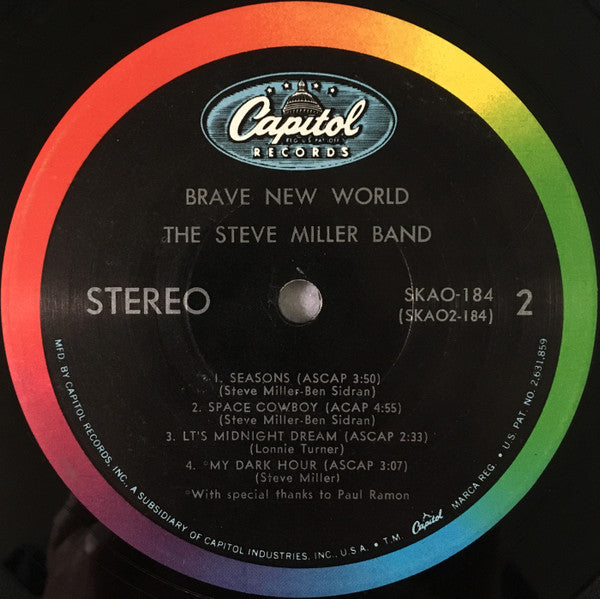 Capitol
REG. U.S. PAT. OFF.
RECORDS
BRAVE NEW WORLD
THE STEVE MILLER BAND
STEREO
SKAO-184
(SKAO2-184)
2
1. SEASONS (ASCAP 3:50)
(Steve Miller-Ben Sidran)
2. SPACE COWBOY (ACAP 4:55)
(Steve Miller-Ben Sidran)
3. LT'S MIDNIGHT DREAM (ASCAP 2:33)
(Lonnie Turner)
4. *MY DARK HOUR (ASCAP 3:07)
(Steve Miller)
*With special thanks to Paul Ramon
MFD. BY CAPITOL RECORDS, INC., A SUBSIDIARY OF CAPITOL INDUSTRIES, INC., U.S.A. • T.M. Capitol MARCA REG. • U.S. PAT. NO. 2,631,859